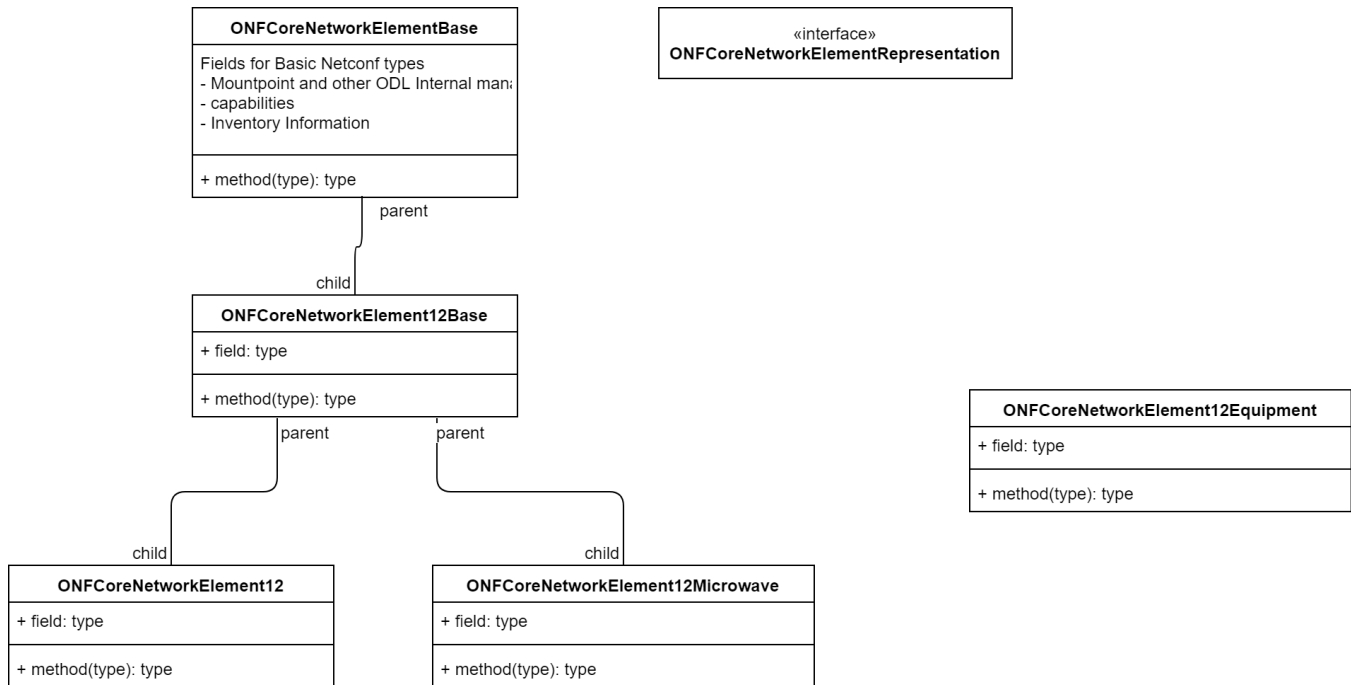 ONFCoreNetworkElementBase
Fields for Basic Netconf types
- Mountpoint and other ODL Internal mana
- capabilities
- Inventory Information
+ method(type): type
«interface»
ONFCoreNetworkElementRepresentation
parent
child
ONFCoreNetworkElement12Base
+ field: type
+ method(type): type
parent
parent
ONFCoreNetworkElement12Equipment
+ field: type
+ method(type): type
child
child
ONFCoreNetworkElement12
+ field: type
+ method(type): type
ONFCoreNetworkElement12Microwave
+ field: type
+ method(type): type